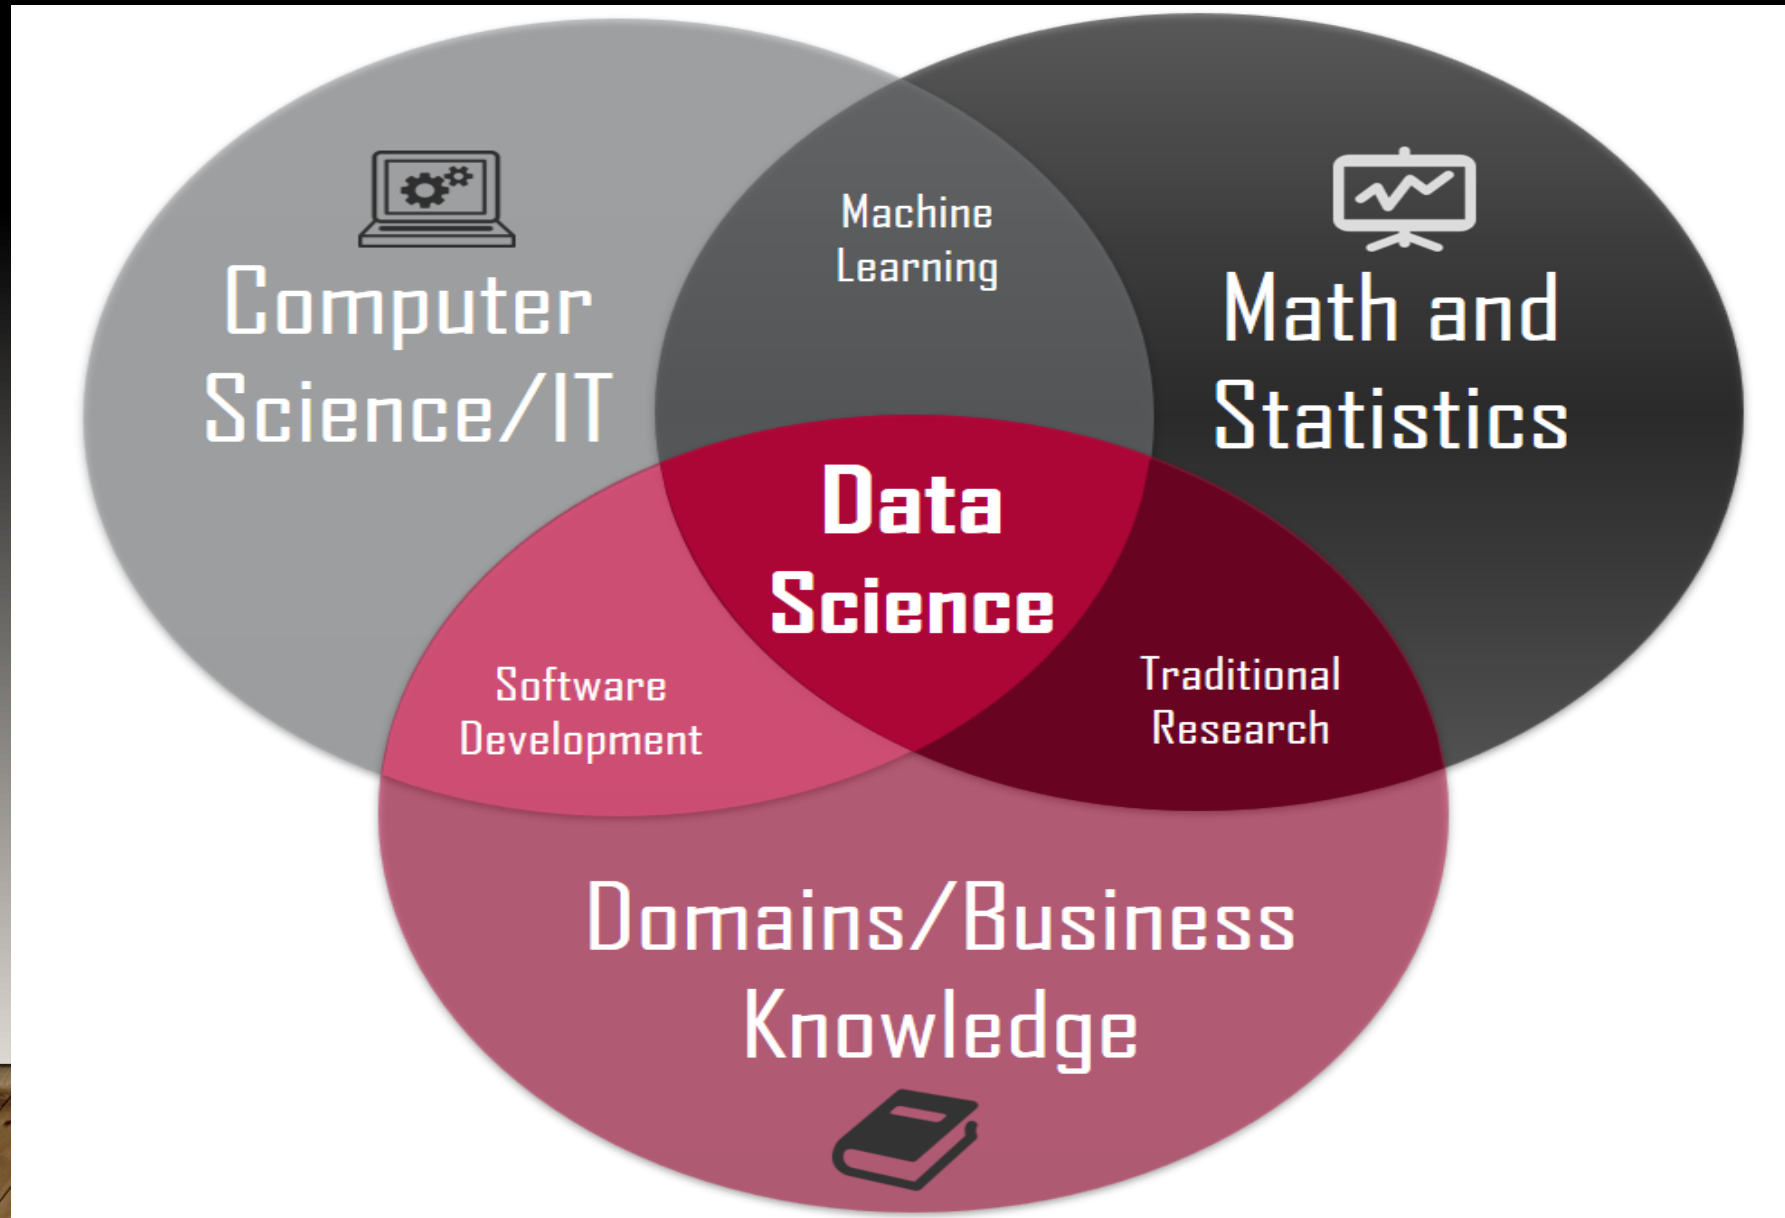 Computer
Science/IT
Machine
Learning
Math and
Statistics
Data
Science
Software
Development
Traditional
Research
Domains/Business
Knowledge